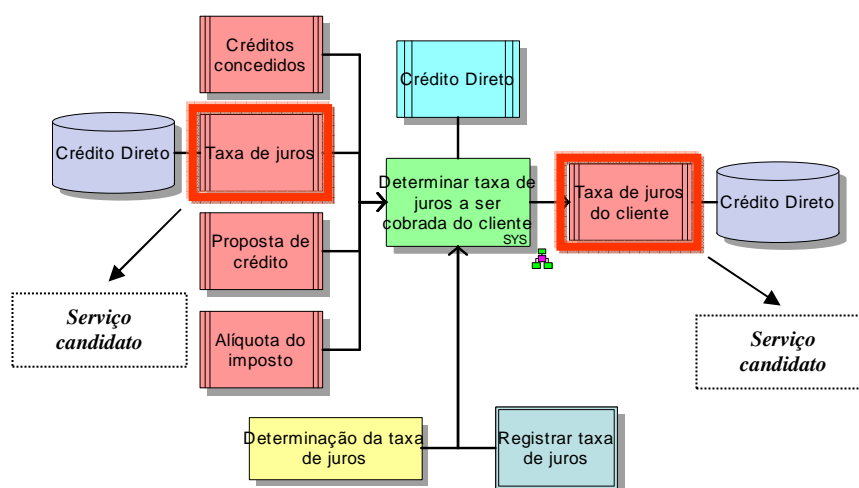 Créditos
concedidos
Crédito Direto
Crédito Direto
Taxa de juros
Determinar taxa de
juros a ser
cobrada do cliente
SYS
Taxa de juros
do cliente
Crédito Direto
Proposta de
crédito
Serviço
candidato
Alíquota do
imposto
Serviço
candidato
Determinação da taxa
de juros
Registrar taxa
de juros